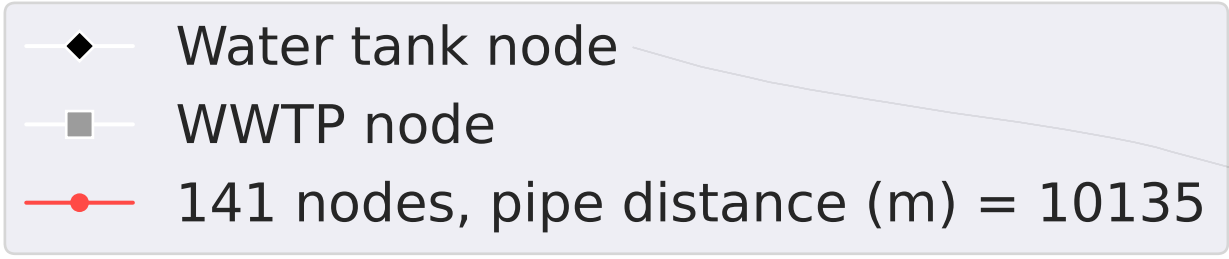 Water tank node
WWTP node
141 nodes, pipe distance (m) = 10135